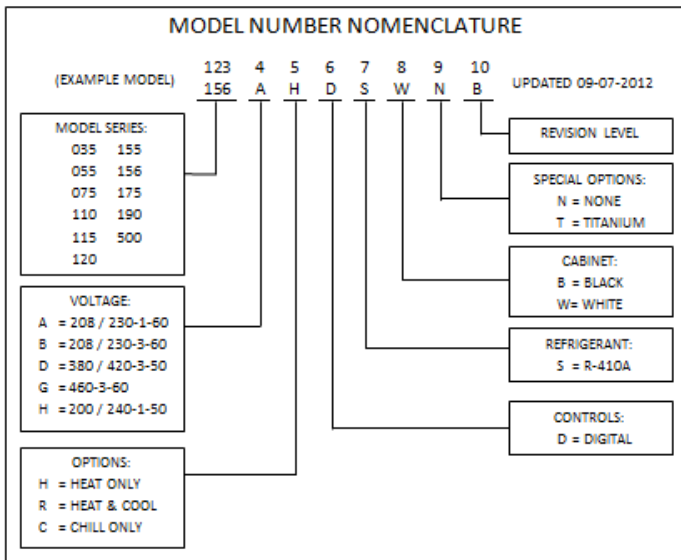 MODEL NUMBER NOMENCLATURE
(EXAMPLE MODEL)
123 4 5 6 7 8 9 10
156 A H D S W N B
UPDATED 09-07-2012
MODEL SERIES:
035 155
055 156
075 175
110 190
115 500
120
VOLTAGE:
A = 208 / 230-1-60
B = 208 / 230-3-60
D = 380 / 420-3-50
G = 460-3-60
H = 200 / 240-1-50
OPTIONS:
H = HEAT ONLY
R = HEAT & COOL
C = CHILL ONLY
REVISION LEVEL
SPECIAL OPTIONS:
N = NONE
T = TITANIUM
CABINET:
B = BLACK
W= WHITE
REFRIGERANT:
S = R-410A
CONTROLS:
D = DIGITAL